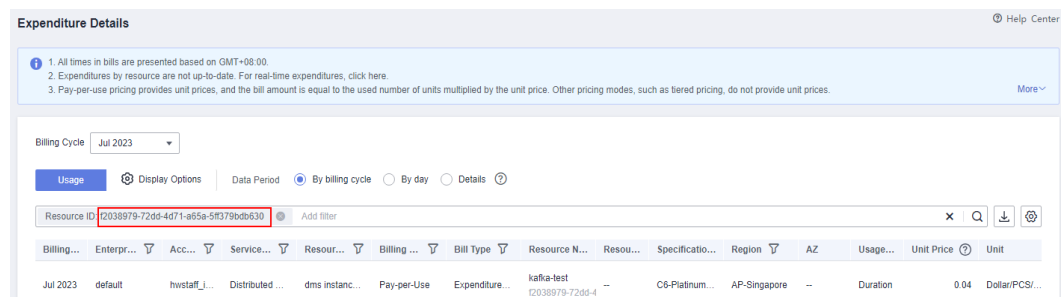 Expenditure Details
Help Center
1. All times in bills are presented based on GMT+08:00.
2. Expenditures by resource are not up-to-date. For real-time expenditures, click here.
3. Pay-per-use pricing provides unit prices, and the bill amount is equal to the used number of units multiplied by the unit price. Other pricing modes, such as tiered pricing, do not provide unit prices. More
Billing Cycle Jul 2023
Usage Display Options Data Period By billing cycle By day Details
Resource ID: f2038979-72dd-4d71-a65a-5ff379bdb630 Add filter
Billing... Enterpr... Acc... Service... Resour... Billing ... Bill Type Resource N... Resou... Specificatio... Region AZ Usage... Unit Price Unit
Jul 2023 default hwstaff_i... Distributed ... dms instanc... Pay-per-Use Expenditure... kafka-test -- C6-Platinum... AP-Singapore -- Duration 0.04 Dollar/PCS/...
f2038979-72dd-4